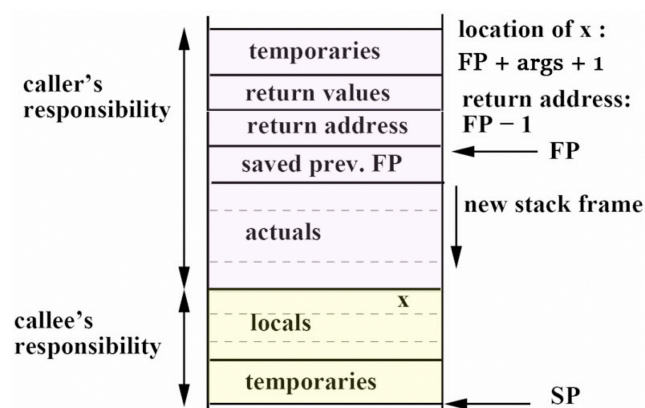 caller's
responsibility
callee's
responsibility
temporaries
return values
return address
saved prev. FP
actuals
x
locals
temporaries
location of x :
FP + args + 1
return address:
FP − 1
FP
new stack frame
SP